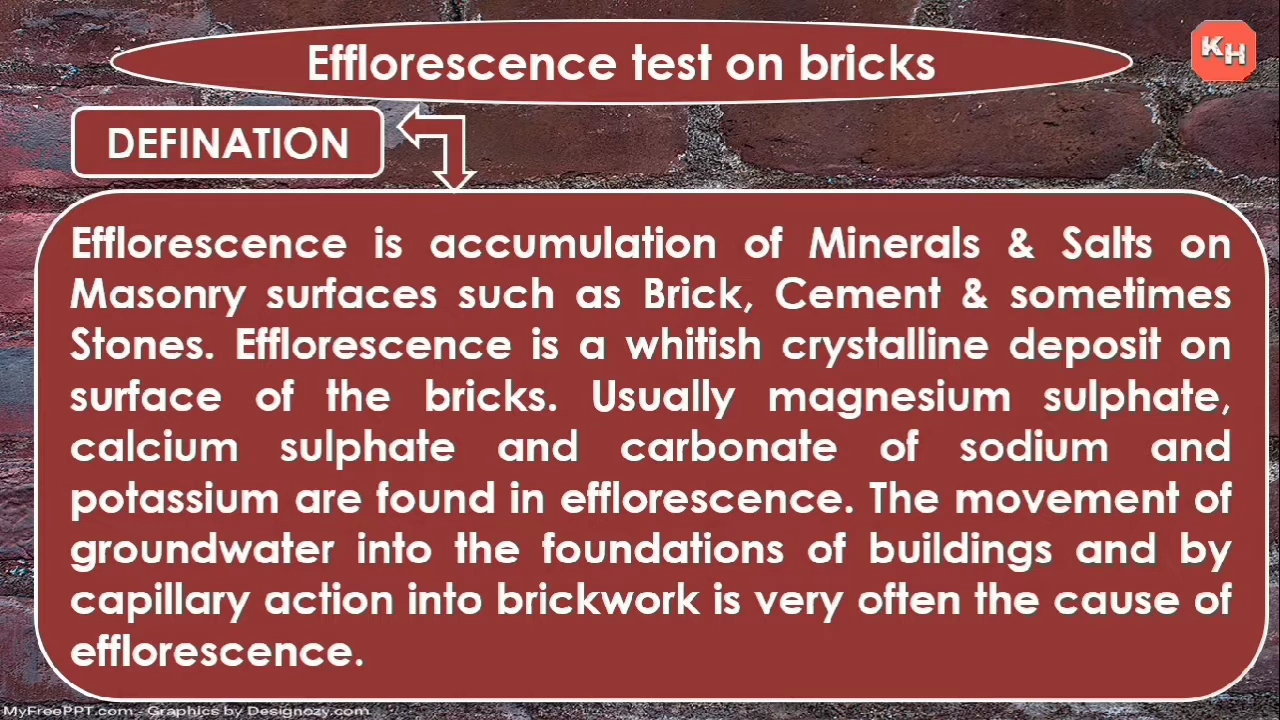 Efflorescence test on bricks
KH
DEFINATION
Efflorescence is accumulation of Minerals & Salts on
Masonry surfaces such as Brick, Cement & sometimes
Stones. Efflorescence is a whitish crystalline deposit on
surface of the bricks. Usually magnesium sulphate,
calcium sulphate and carbonate of sodium and
potassium are found in efflorescence. The movement of
groundwater into the foundations of buildings and by
capillary action into brickwork is very often the cause of
efflorescence.
MyFreePPT.com - Graphics by Designozy.com